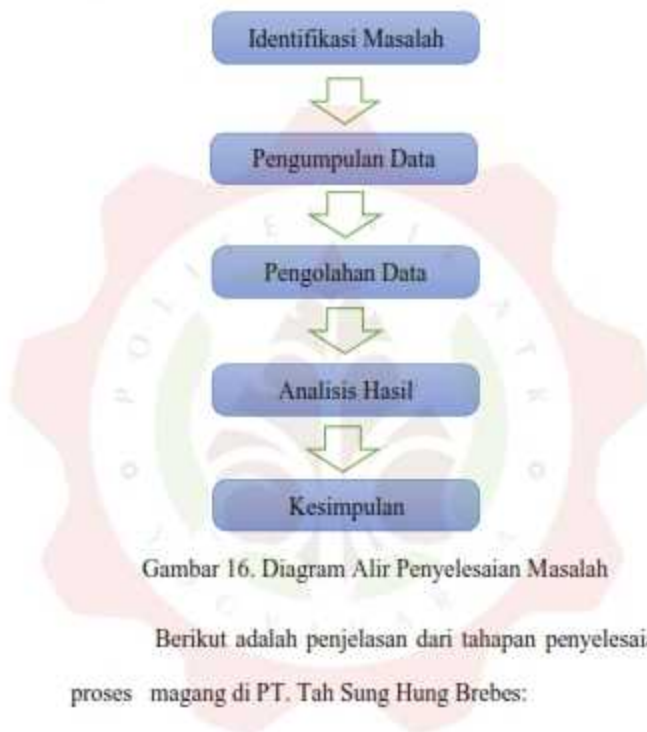 Identifikasi Masalah
Pengumpulan Data
Pengolahan Data
Analisis Hasil
Kesimpulan
Gambar 16. Diagram Alir Penyelesaian Masalah
Berikut adalah penjelasan dari tahapan
proses magang di PT. Tah Sung Hung Brebes: